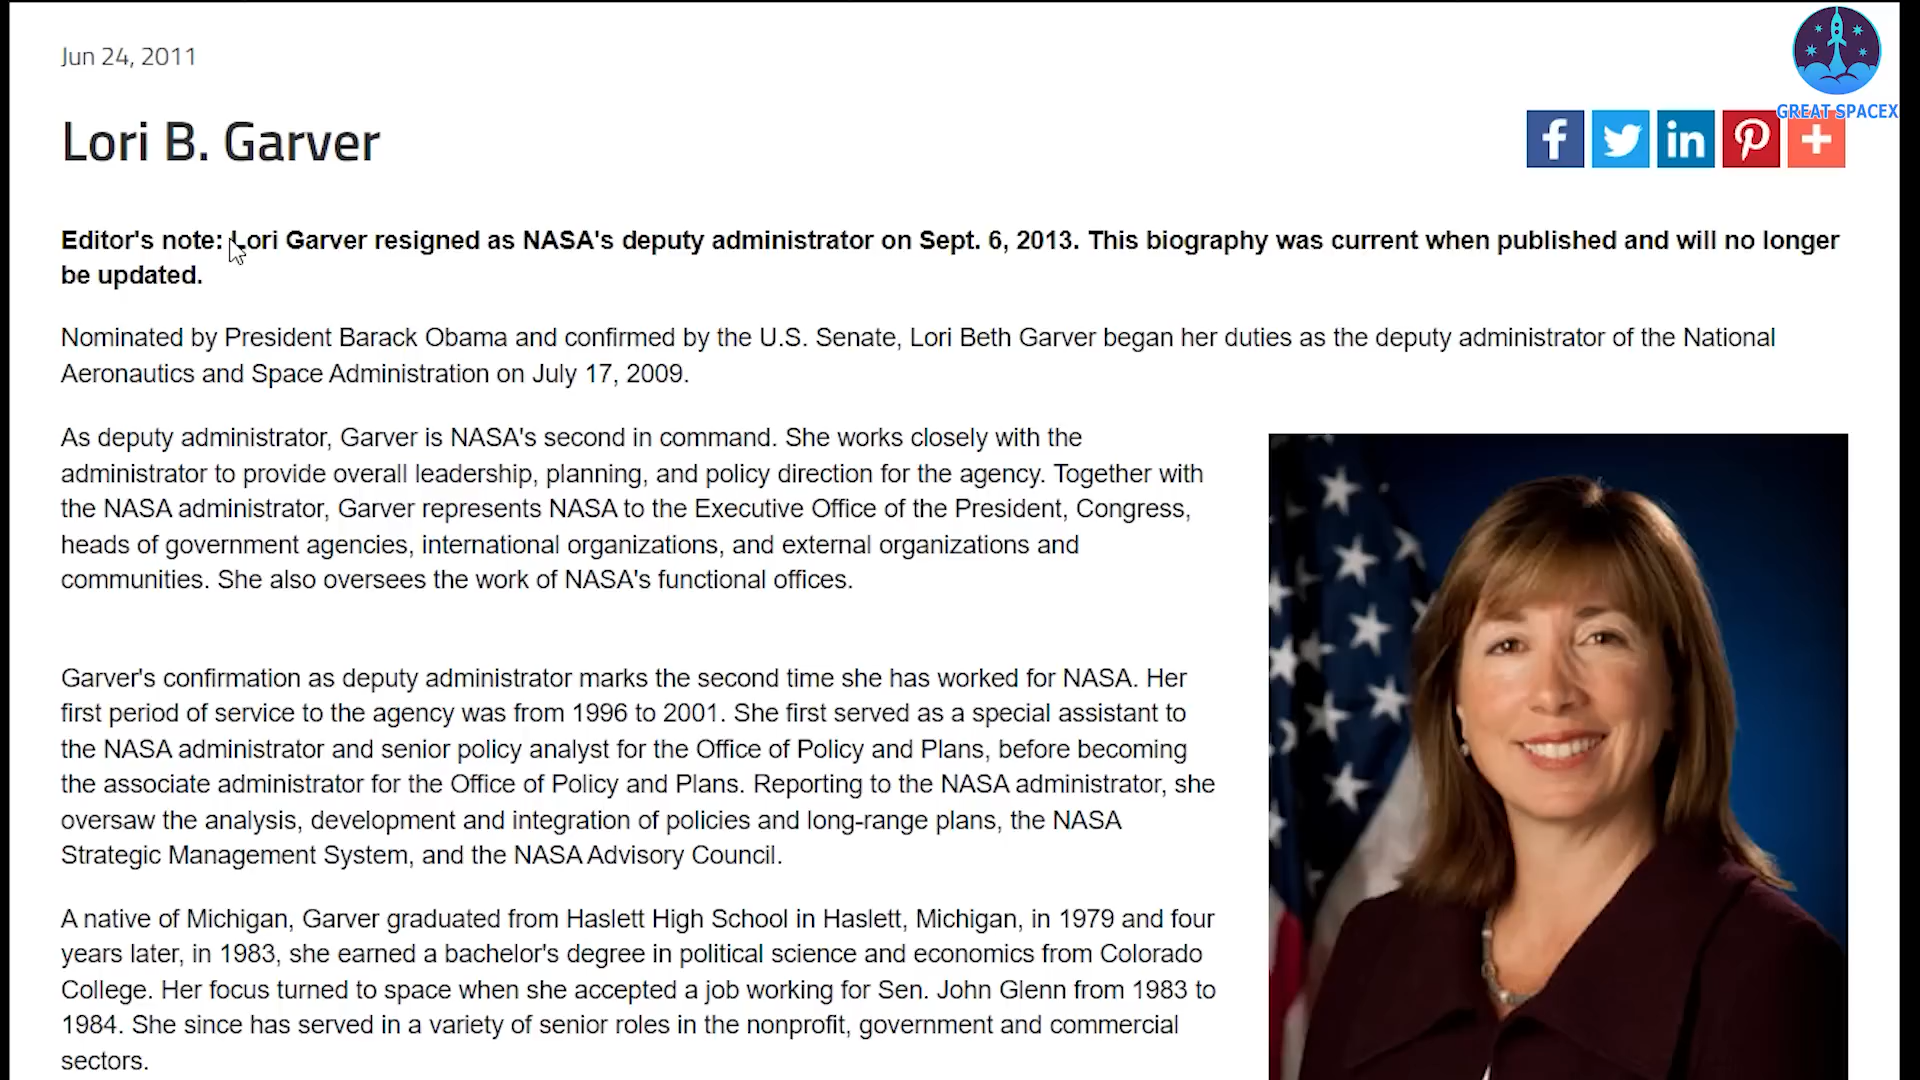 Jun 24, 2011
GREAT SPACEX
Lori B. Garver
Editor's note: Lori Garver resigned as NASA's deputy administrator on Sept. 6, 2013. This biography was current when published and will no longer
be updated.
Nominated by President Barack Obama and confirmed by the U.S. Senate, Lori Beth Garver began her duties as the deputy administrator of the National
Aeronautics and Space Administration on July 17, 2009.
As deputy administrator, Garver is NASA's second in command. She works closely with the
administrator to provide overall leadership, planning, and policy direction for the agency. Together with
the NASA administrator, Garver represents NASA to the Executive Office of the President, Congress,
heads of government agencies, international organizations, and external organizations and
communities. She also oversees the work of NASA's functional offices.
Garver's confirmation as deputy administrator marks the second time she has worked for NASA. Her
first period of service to the agency was from 1996 to 2001. She first served as a special assistant to
the NASA administrator and senior policy analyst for the Office of Policy and Plans, before becoming
the associate administrator for the Office of Policy and Plans. Reporting to the NASA administrator, she
oversaw the analysis, development and integration of policies and long-range plans, the NASA
Strategic Management System, and the NASA Advisory Council.
A native of Michigan, Garver graduated from Haslett High School in Haslett, Michigan, in 1979 and four
years later, in 1983, she earned a bachelor's degree in political science and economics from Colorado
College. Her focus turned to space when she accepted a job working for Sen. John Glenn from 1983 to
1984. She since has served in a variety of senior roles in the nonprofit, government and commercial
sectors.